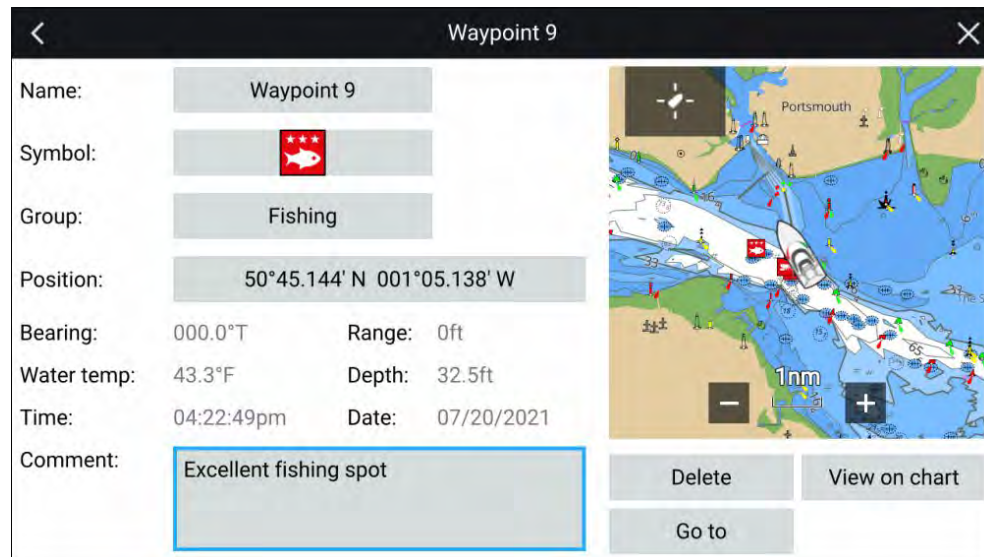 Waypoint 9
Name: Waypoint 9
Symbol:
Group: Fishing
Position: 50°45.144' N 001°05.138' W
Bearing: 000.0°T Range: 0ft
Water temp: 43.3°F Depth: 32.5ft
Time: 04:22:49pm Date: 07/20/2021
Comment: Excellent fishing spot
Portsmouth
33
65
1nm
Delete View on chart
Go to